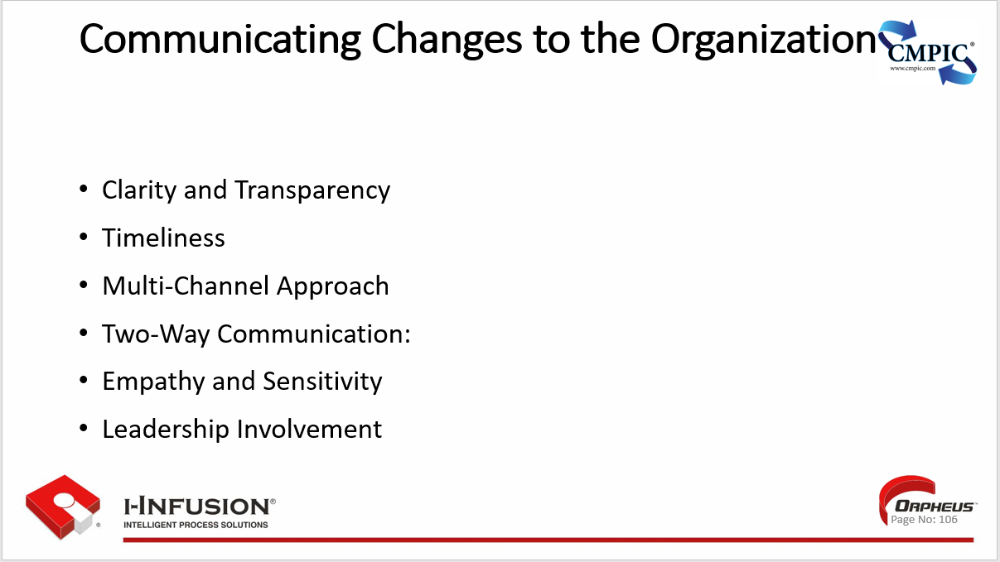 Communicating Changes to the Organization
CMPIC®
www.cmpic.com
• Clarity and Transparency
• Timeliness
• Multi-Channel Approach
• Two-Way Communication:
• Empathy and Sensitivity
• Leadership Involvement
I-INFUSION®
INTELLIGENT PROCESS SOLUTIONS
®
ORPHEUS™
Page No: 106